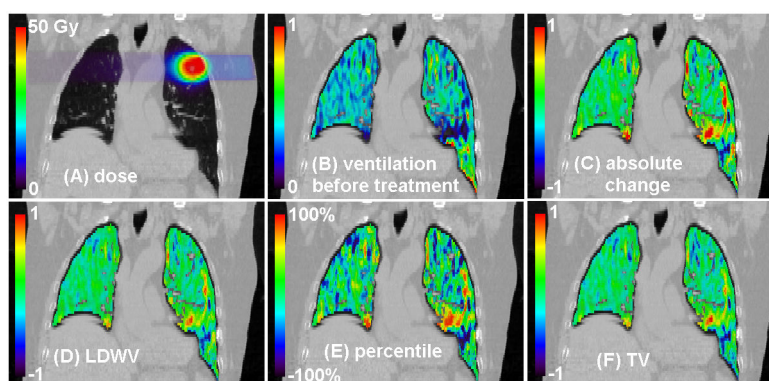 50 Gy
0
(A) dose
1
0
(B) ventilation
before treatment
1
-1
(C) absolute
change
1
-1
(D) LDWV
100%
-100%
(E) percentile
1
-1
(F) TV